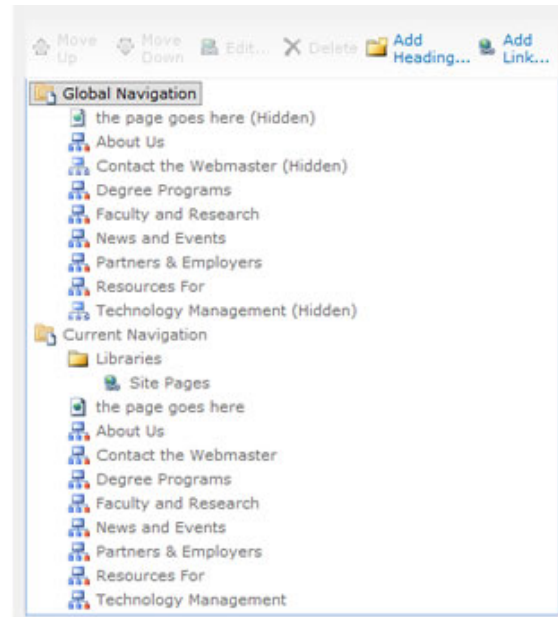 Move Up Move Down Edit... Delete Add Heading... Add Link...
Global Navigation
the page goes here (Hidden)
About Us
Contact the Webmaster (Hidden)
Degree Programs
Faculty and Research
News and Events
Partners & Employers
Resources For
Technology Management (Hidden)
Current Navigation
Libraries
Site Pages
the page goes here
About Us
Contact the Webmaster
Degree Programs
Faculty and Research
News and Events
Partners & Employers
Resources For
Technology Management